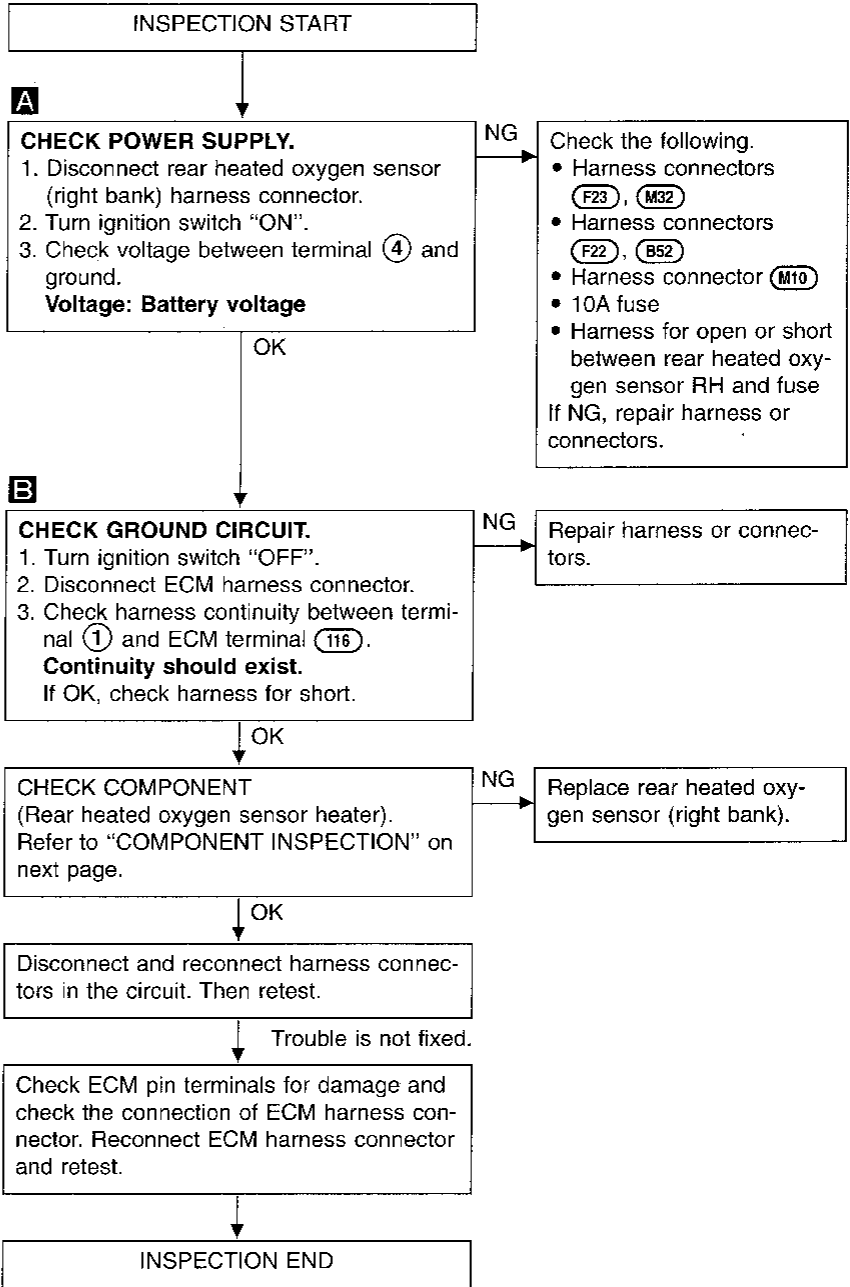 INSPECTION START
A
CHECK POWER SUPPLY.
1. Disconnect rear heated oxygen sensor
(right bank) harness connector.
2. Turn ignition switch “ON”.
3. Check voltage between terminal ④ and
ground.
Voltage: Battery voltage
NG
Check the following.
• Harness connectors
F23, M32
• Harness connectors
F22, B52
• Harness connector M10
• 10A fuse
• Harness for open or short
between rear heated oxy-
gen sensor RH and fuse
If NG, repair harness or
connectors.
OK
B
CHECK GROUND CIRCUIT.
1. Turn ignition switch “OFF”.
2. Disconnect ECM harness connector.
3. Check harness continuity between termi-
nal ① and ECM terminal 116.
Continuity should exist.
If OK, check harness for short.
NG
Repair harness or connec-
tors.
OK
CHECK COMPONENT
(Rear heated oxygen sensor heater).
Refer to “COMPONENT INSPECTION” on
next page.
NG
Replace rear heated oxy-
gen sensor (right bank).
OK
Disconnect and reconnect harness connec-
tors in the circuit. Then retest.
Trouble is not fixed.
Check ECM pin terminals for damage and
check the connection of ECM harness con-
nector. Reconnect ECM harness connector
and retest.
INSPECTION END